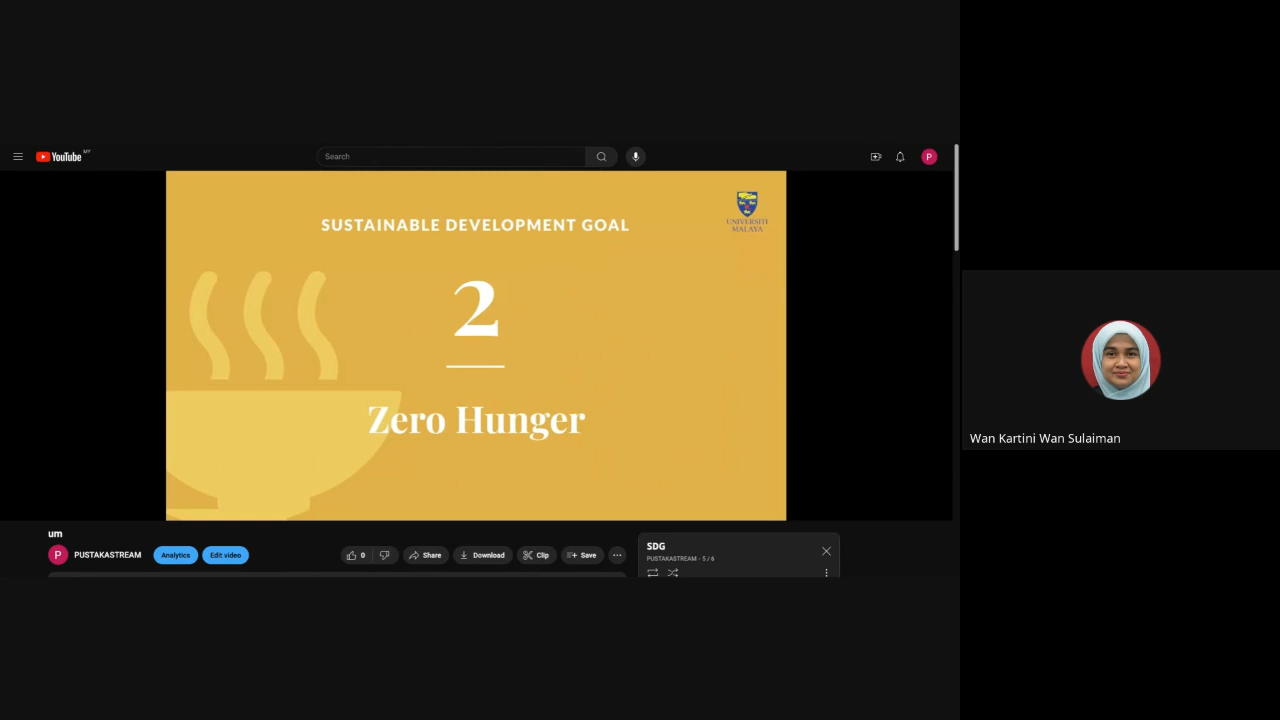 YouTube MY
Search
P
SUSTAINABLE DEVELOPMENT GOAL
UNIVERSITI
MALAYA
2
Zero Hunger
Wan Kartini Wan Sulaiman
um
P PUSTAKASTREAM Analytics Edit video 0 Share Download Clip Save
SDG
PUSTAKASTREAM - 5 / 6